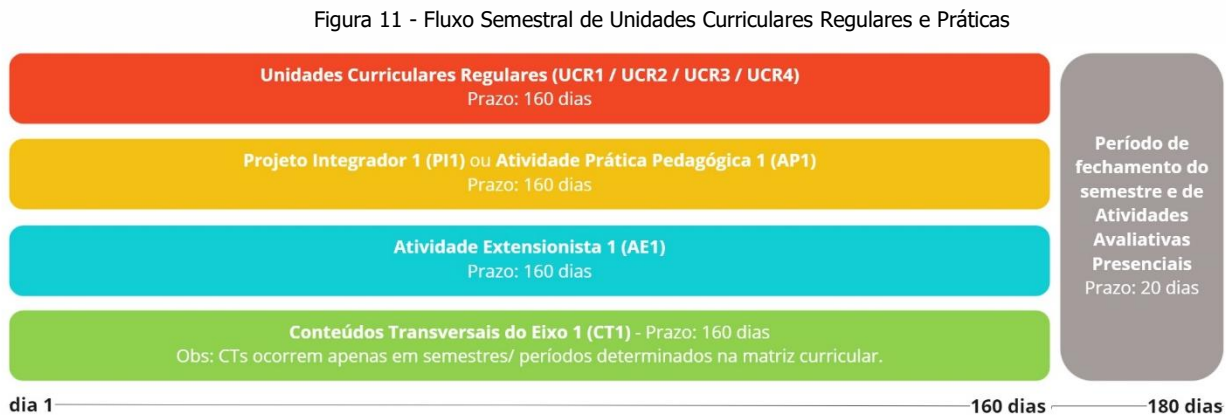 Figura 11 - Fluxo Semestral de Unidades Curriculares Regulares e Práticas
Unidades Curriculares Regulares (UCR1 / UCR2 / UCR3 / UCR4)
Prazo: 160 dias
Projeto Integrador 1 (PI1) ou Atividade Prática Pedagógica 1 (AP1)
Prazo: 160 dias
Atividade Extensionista 1 (AE1)
Prazo: 160 dias
Conteúdos Transversais do Eixo 1 (CT1) - Prazo: 160 dias
Obs: CTs ocorrem apenas em semestres/ períodos determinados na matriz curricular.
Período de
fechamento do
semestre e de
Atividades
Avaliativas
Presenciais
Prazo: 20 dias
dia 1
160 dias
180 dias